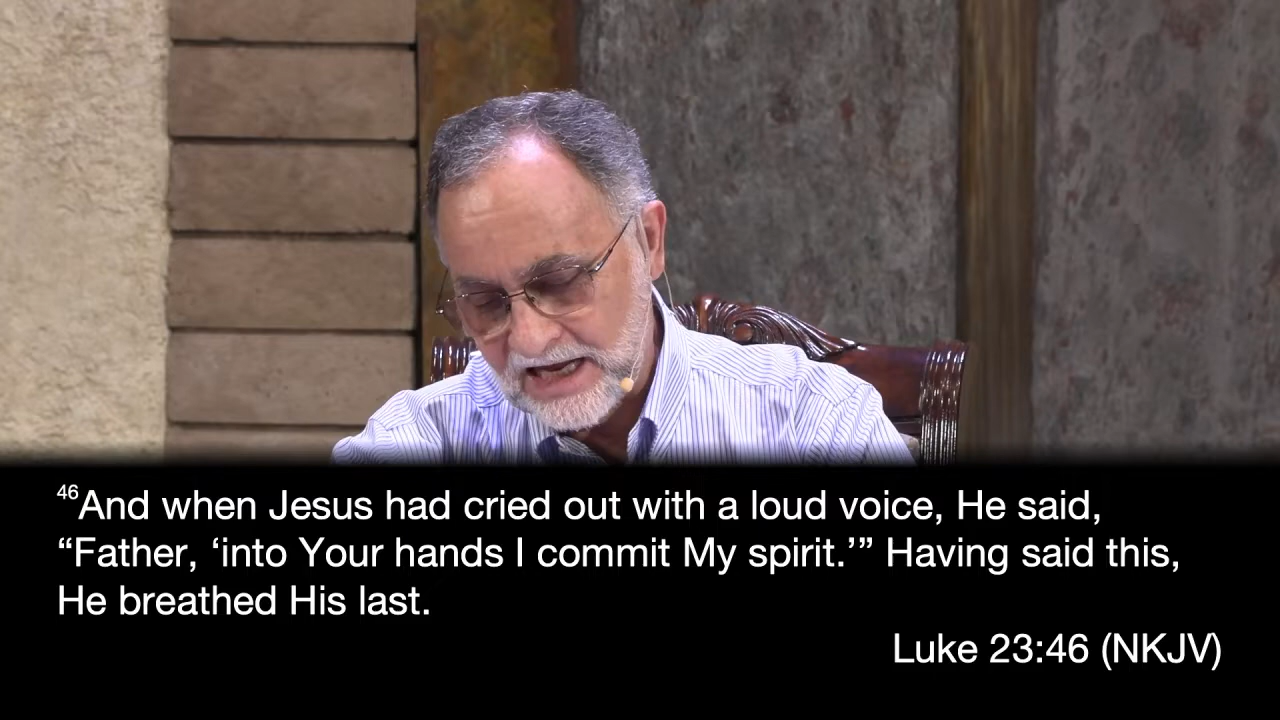 46And when Jesus had cried out with a loud voice, He said,
“Father, ‘into Your hands I commit My spirit.’” Having said this,
He breathed His last.
Luke 23:46 (NKJV)